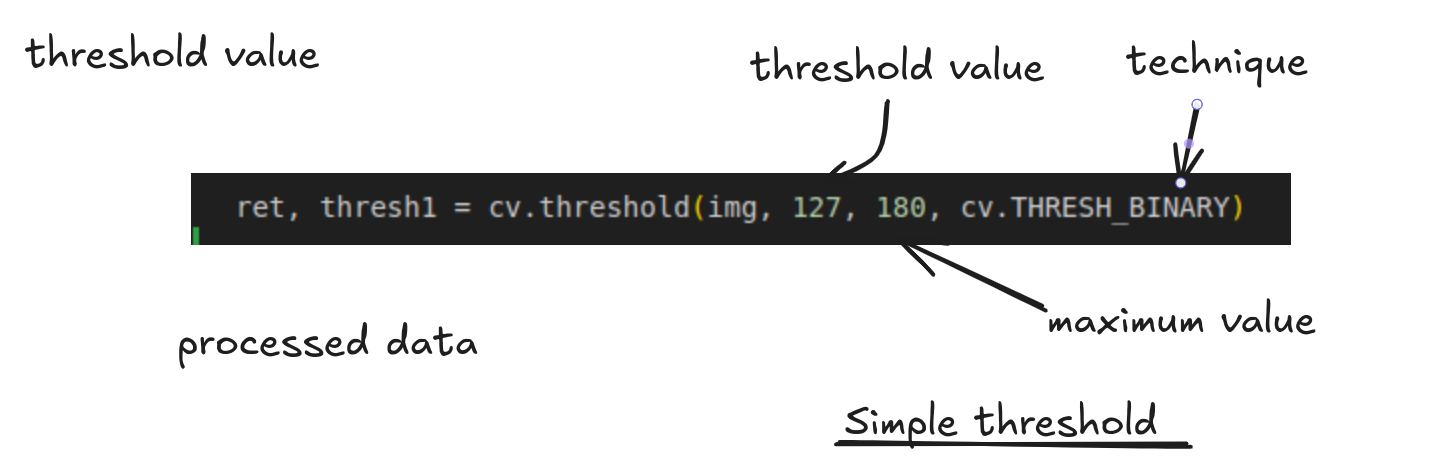 threshold value
threshold value
technique
ret, thresh1 = cv.threshold(img, 127, 180, cv.THRESH_BINARY)
maximum value
processed data
Simple threshold